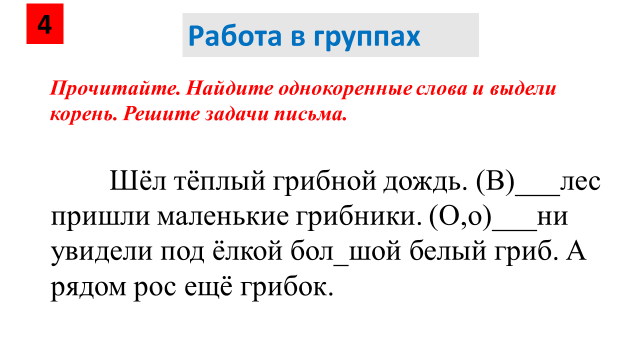 4
Работа в группах
Прочитайте. Найдите однокоренные слова и выдели
корень. Решите задачи письма.
Шёл тёплый грибной дождь. (В)___лес
пришли маленькие грибники. (О,о)___ни
увидели под ёлкой бол_шой белый гриб. А
рядом рос ещё грибок.